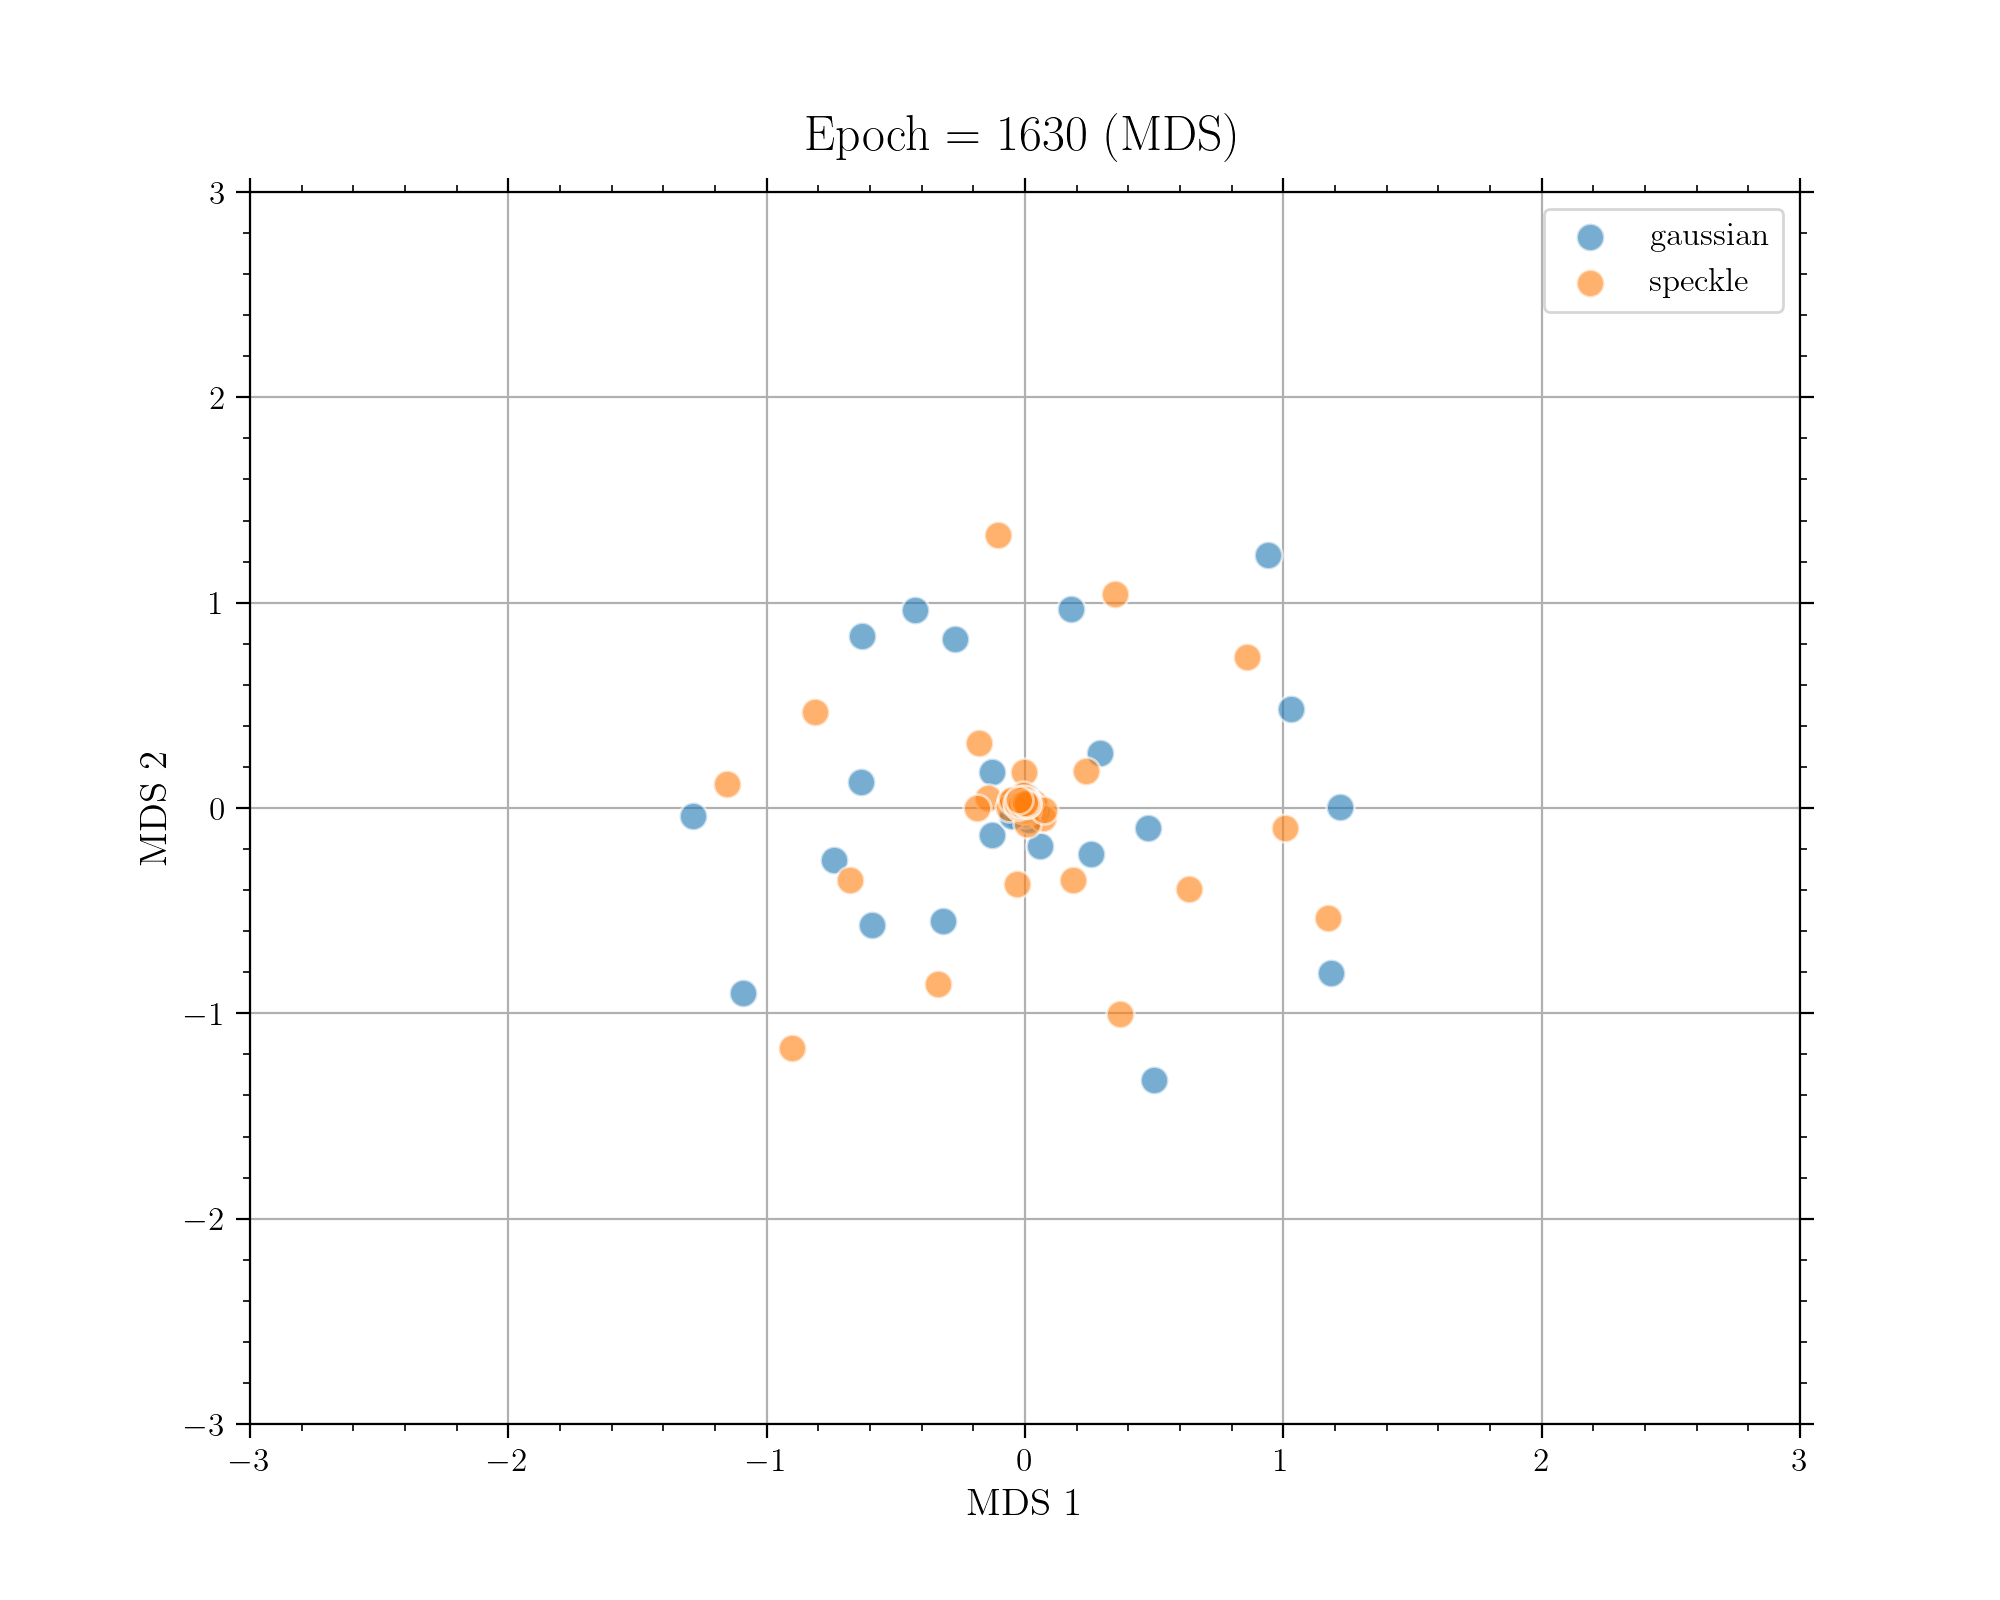 Epoch = 1630 (MDS)
gaussian
speckle
3
2
1
0
−1
−2
−3
MDS 2
−3 −2 −1 0 1 2 3
MDS 1